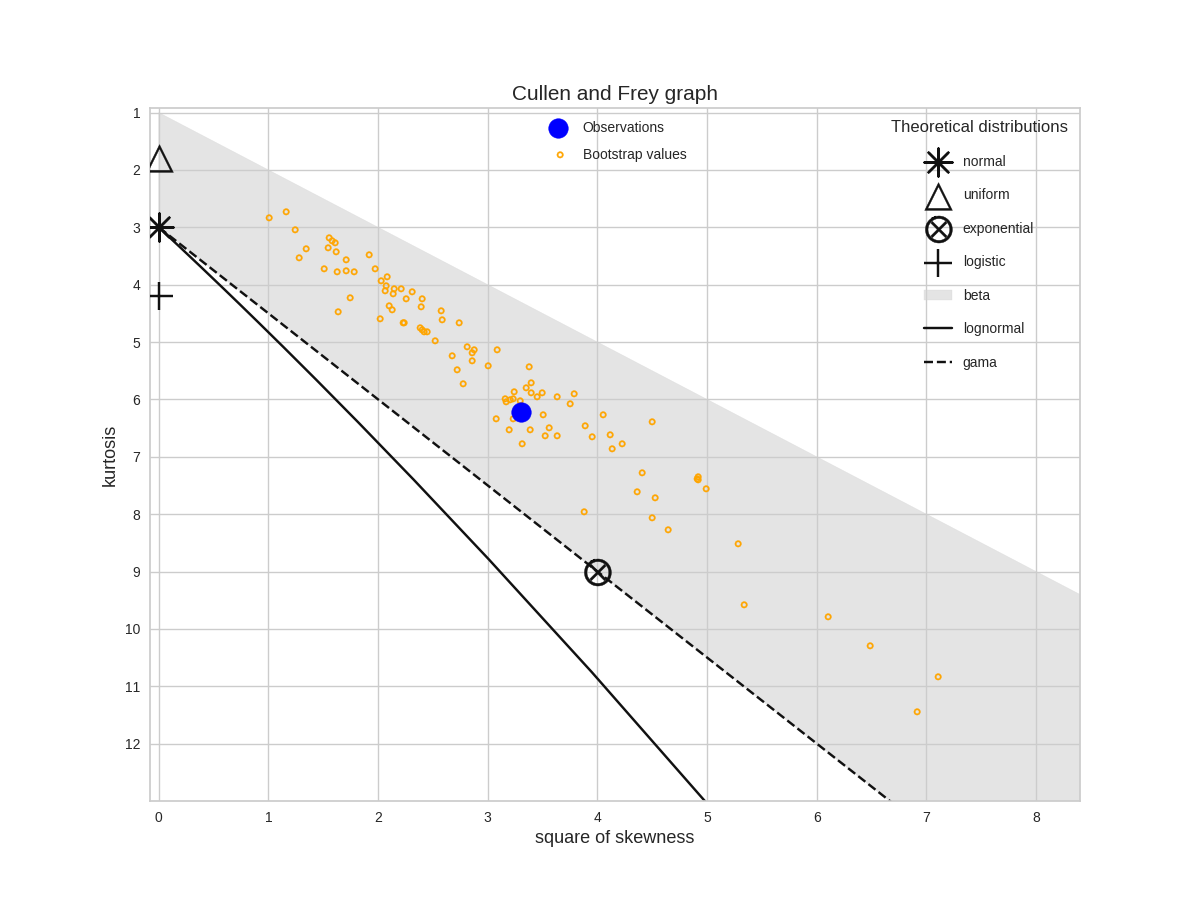 Cullen and Frey graph
Observations
Bootstrap values
Theoretical distributions
normal
uniform
exponential
logistic
beta
lognormal
gama
kurtosis
1
2
3
4
5
6
7
8
9
10
11
12
0 1 2 3 4 5 6 7 8
square of skewness